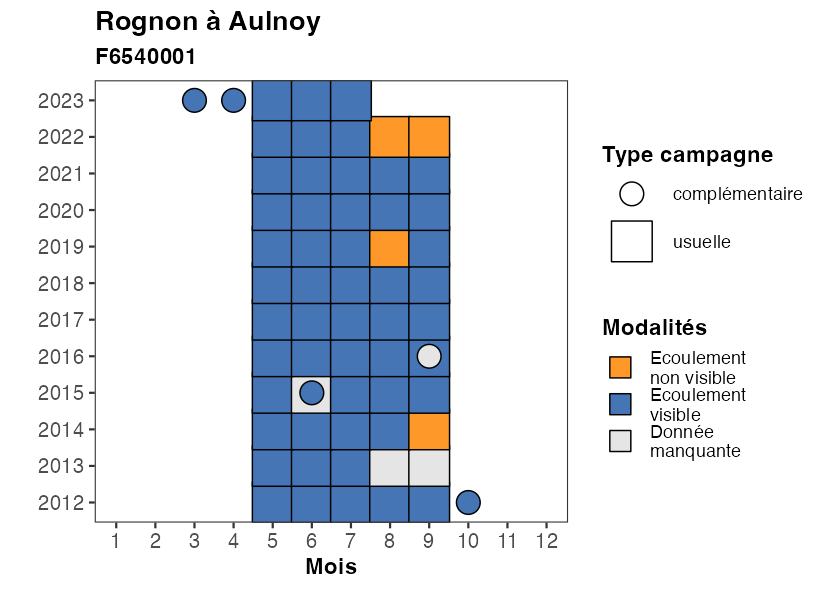 Rognon à Aulnoy
F6540001
2023
2022
2021
2020
2019
2018
2017
2016
2015
2014
2013
2012
1 2 3 4 5 6 7 8 9 10 11 12
Mois
Type campagne
complémentaire
usuelle
Modalités
Ecoulement
non visible
Ecoulement
visible
Donnée
manquante